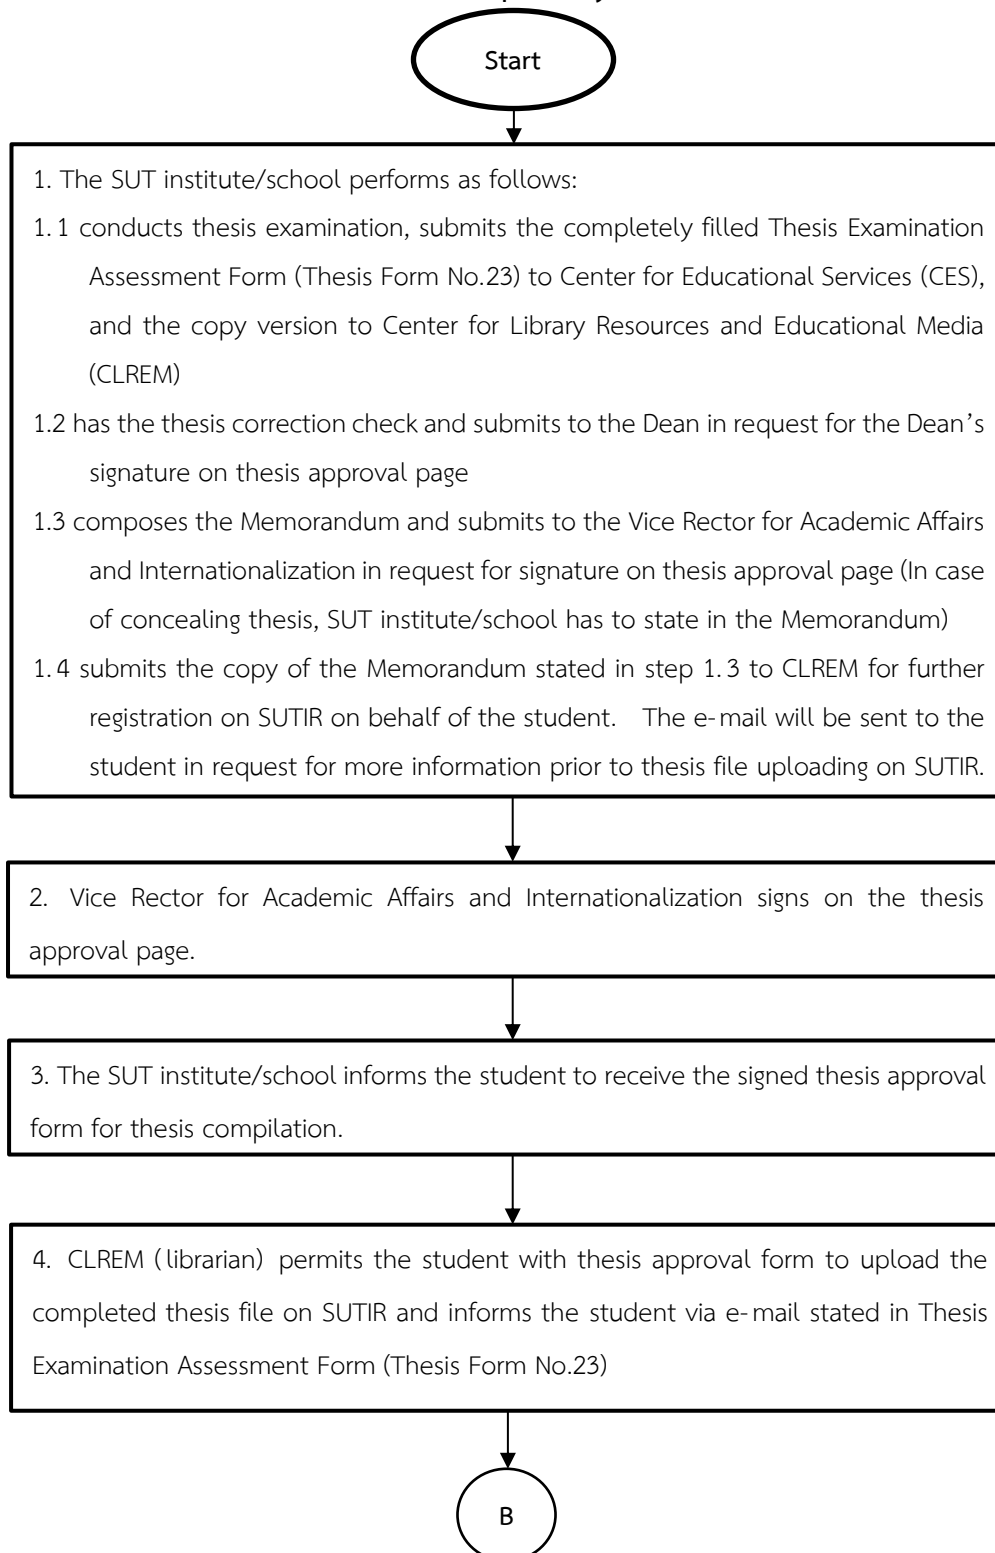 Start
1. The SUT institute/school performs as follows:
1.1 conducts thesis examination, submits the completely filled Thesis Examination
Assessment Form (Thesis Form No.23) to Center for Educational Services (CES),
and the copy version to Center for Library Resources and Educational Media
(CLREM)
1.2 has the thesis correction check and submits to the Dean in request for the Dean's
signature on thesis approval page
1.3 composes the Memorandum and submits to the Vice Rector for Academic Affairs
and Internationalization in request for signature on thesis approval page (In case
of concealing thesis, SUT institute/school has to state in the Memorandum)
1.4 submits the copy of the Memorandum stated in step 1.3 to CLREM for further
registration on SUTIR on behalf of the student. The e-mail will be sent to the
student in request for more information prior to thesis file uploading on SUTIR.
2. Vice Rector for Academic Affairs and Internationalization signs on the thesis
approval page.
3. The SUT institute/school informs the student to receive the signed thesis approval
form for thesis compilation.
4. CLREM (librarian) permits the student with thesis approval form to upload the
completed thesis file on SUTIR and informs the student via e-mail stated in Thesis
Examination Assessment Form (Thesis Form No.23)
B